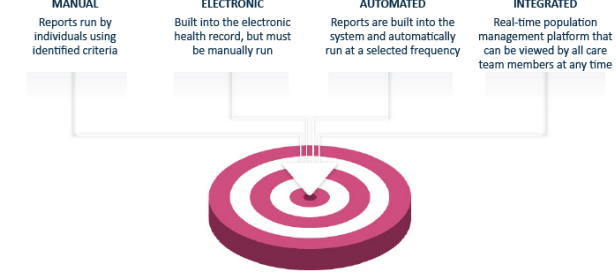 MANUAL
Reports run by
individuals using
identified criteria
ELECTRONIC
Built into the electronic
health record, but must
be manually run
AUTOMATED
Reports are built into the
system and automatically
run at a selected frequency
INTEGRATED
Real-time population
management platform that
can be viewed by all care
team members at any time